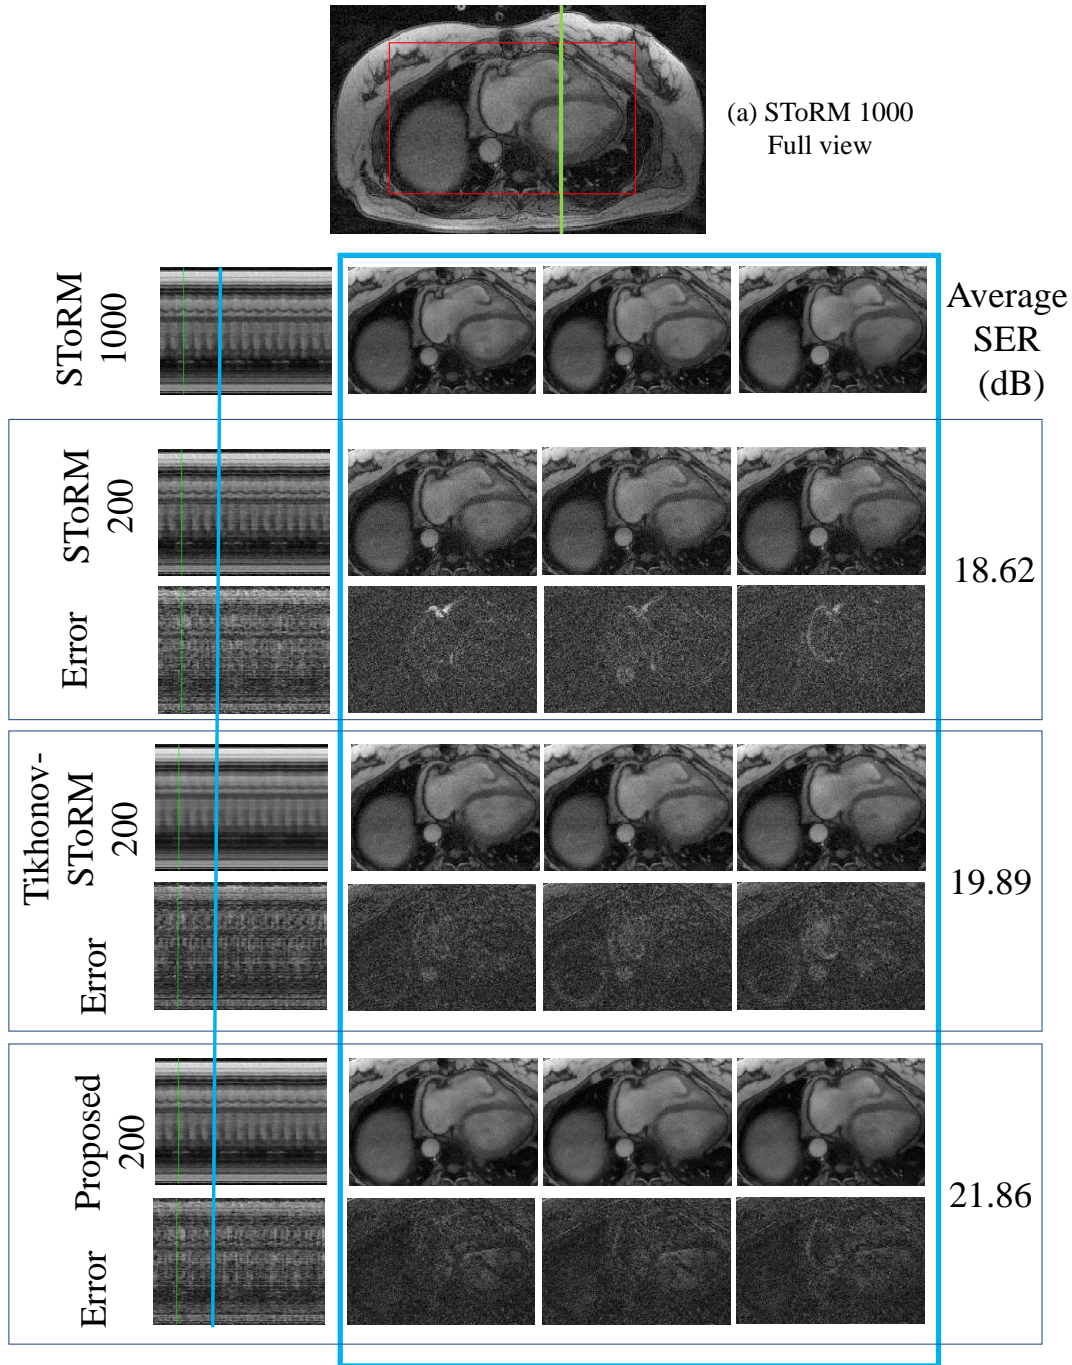 (a) SToRM 1000
Full view
SToRM
1000
Average
SER
(dB)
SToRM
200
Error
18.62
Tikhonov-
SToRM
200
Error
19.89
Proposed
200
Error
21.86